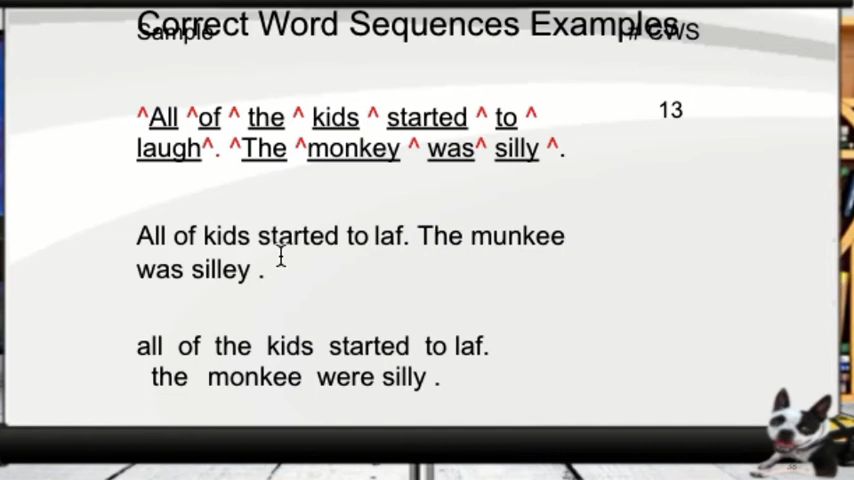 Correct Word Sequences Examples
Sample # CWS
^All ^of ^ the ^ kids ^ started ^ to ^ 13
laugh^. ^The ^monkey ^ was^ silly ^.
All of kids started to laf. The munkee
was silley .
all of the kids started to laf.
the monkee were silly .